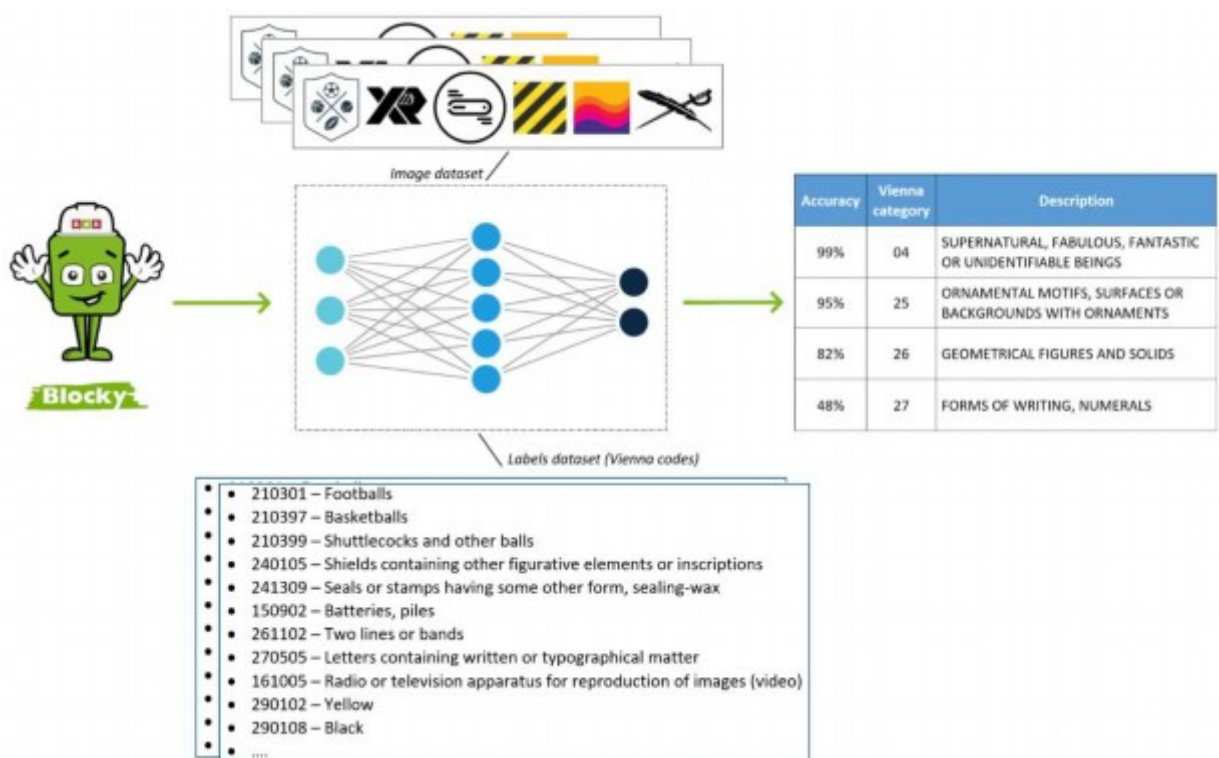 XR
Image dataset
Blocky
Accuracy Vienna category Description
99% 04 SUPERNATURAL, FABULOUS, FANTASTIC OR UNIDENTIFIABLE BEINGS
95% 25 ORNAMENTAL MOTIFS, SURFACES OR BACKGROUNDS WITH ORNAMENTS
82% 26 GEOMETRICAL FIGURES AND SOLIDS
48% 27 FORMS OF WRITING, NUMERALS
Labels dataset (Vienna codes)
• 210301 – Footballs
• 210397 – Basketballs
• 210399 – Shuttlecocks and other balls
• 240105 – Shields containing other figurative elements or inscriptions
• 241309 – Seals or stamps having some other form, sealing-wax
• 150902 – Batteries, piles
• 261102 – Two lines or bands
• 270505 – Letters containing written or typographical matter
• 161005 – Radio or television apparatus for reproduction of images (video)
• 290102 – Yellow
• 290108 – Black
• ....